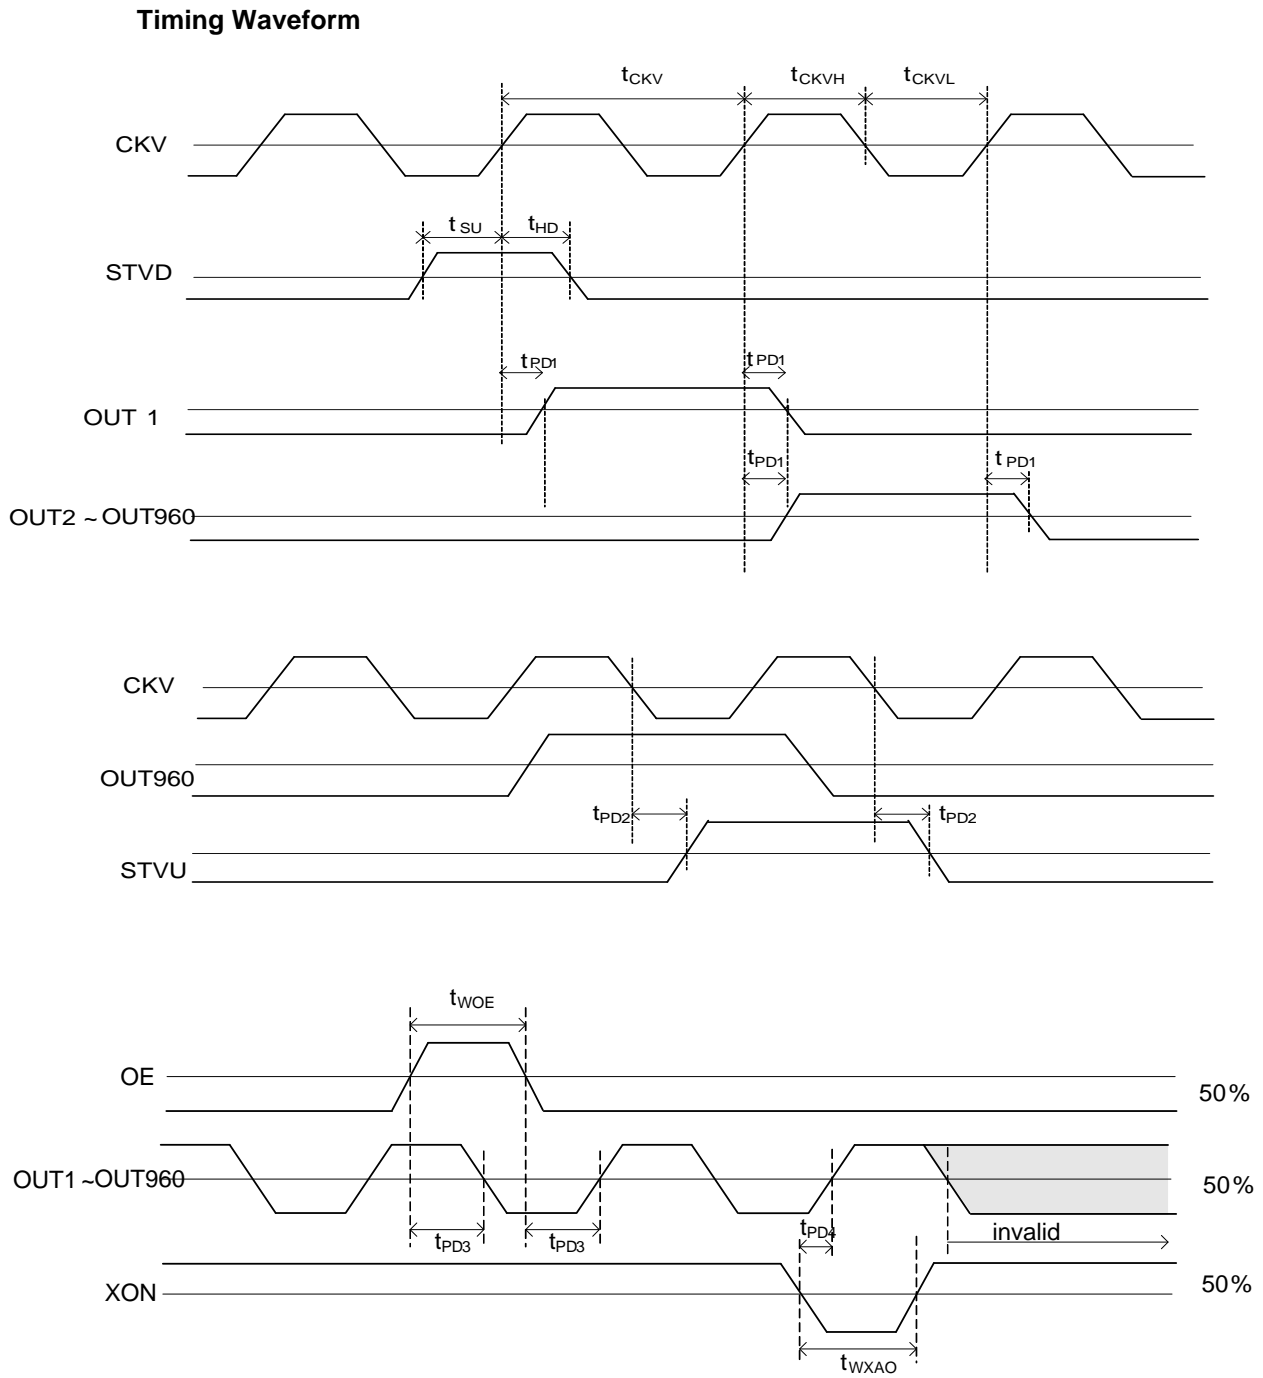 Timing Waveform
tCKV tCKVH tCKVL
CKV
tSU tHD
STVD
tPD1 tPD1
OUT 1
tPD1 tPD1
OUT2 ~ OUT960
CKV
OUT960
tPD2 tPD2
STVU
tWOE
OE
50%
OUT1 ~OUT960
50%
tPD3 tPD3 tPD4 invalid
XON
50%
tWXAO